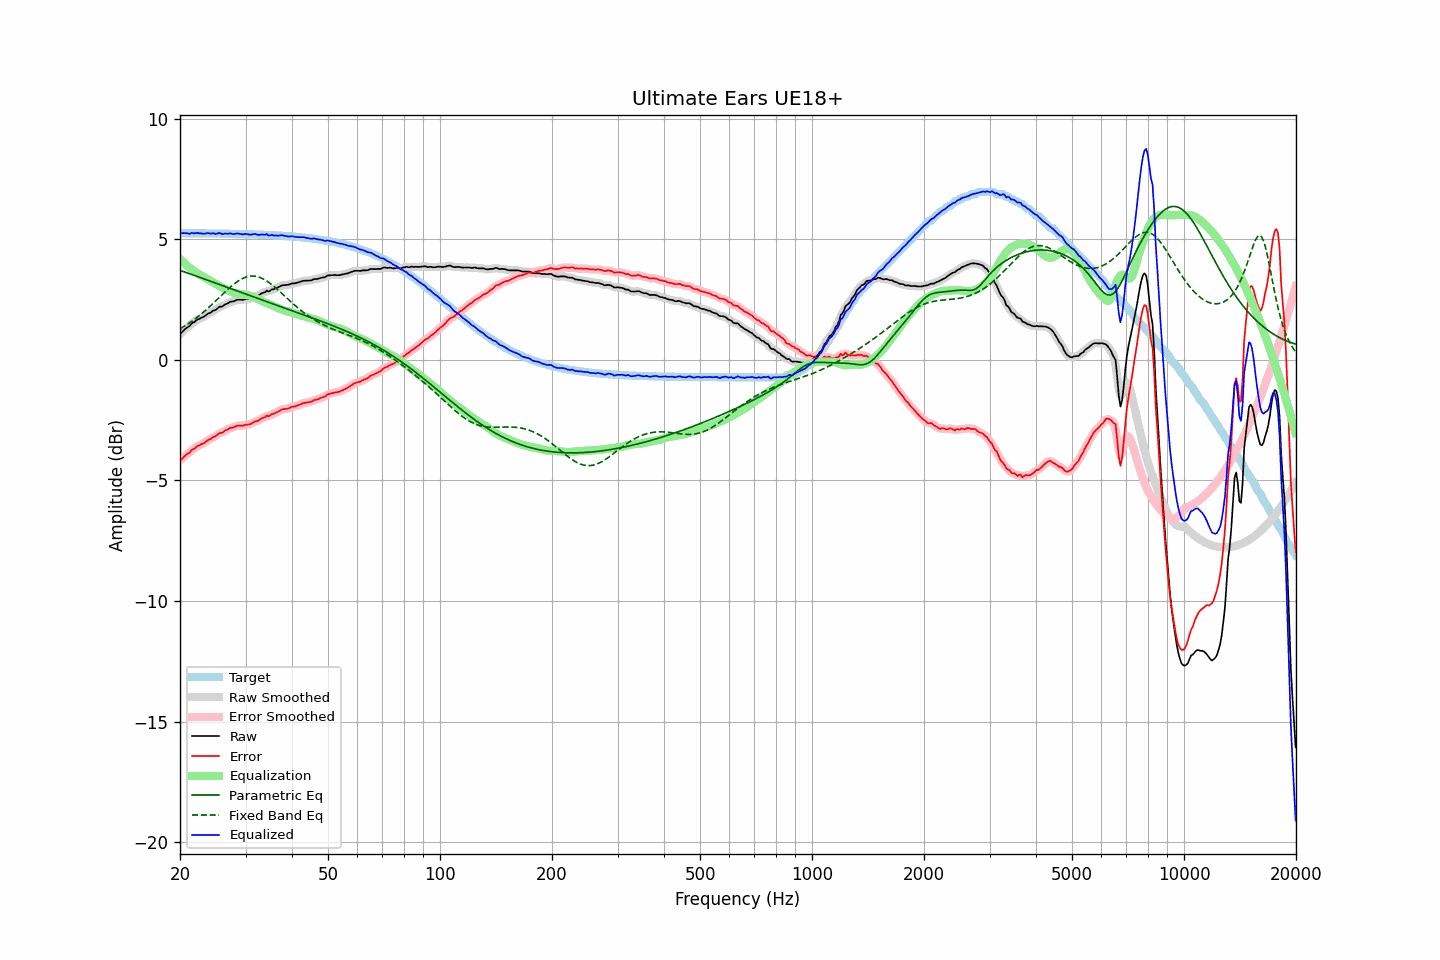 Ultimate Ears UE18+
Amplitude (dBr)
10
5
0
−5
−10
−15
−20
Target
Raw Smoothed
Error Smoothed
Raw
Error
Equalization
Parametric Eq
Fixed Band Eq
Equalized
20 50 100 200 500 1000 2000 5000 10000 20000
Frequency (Hz)